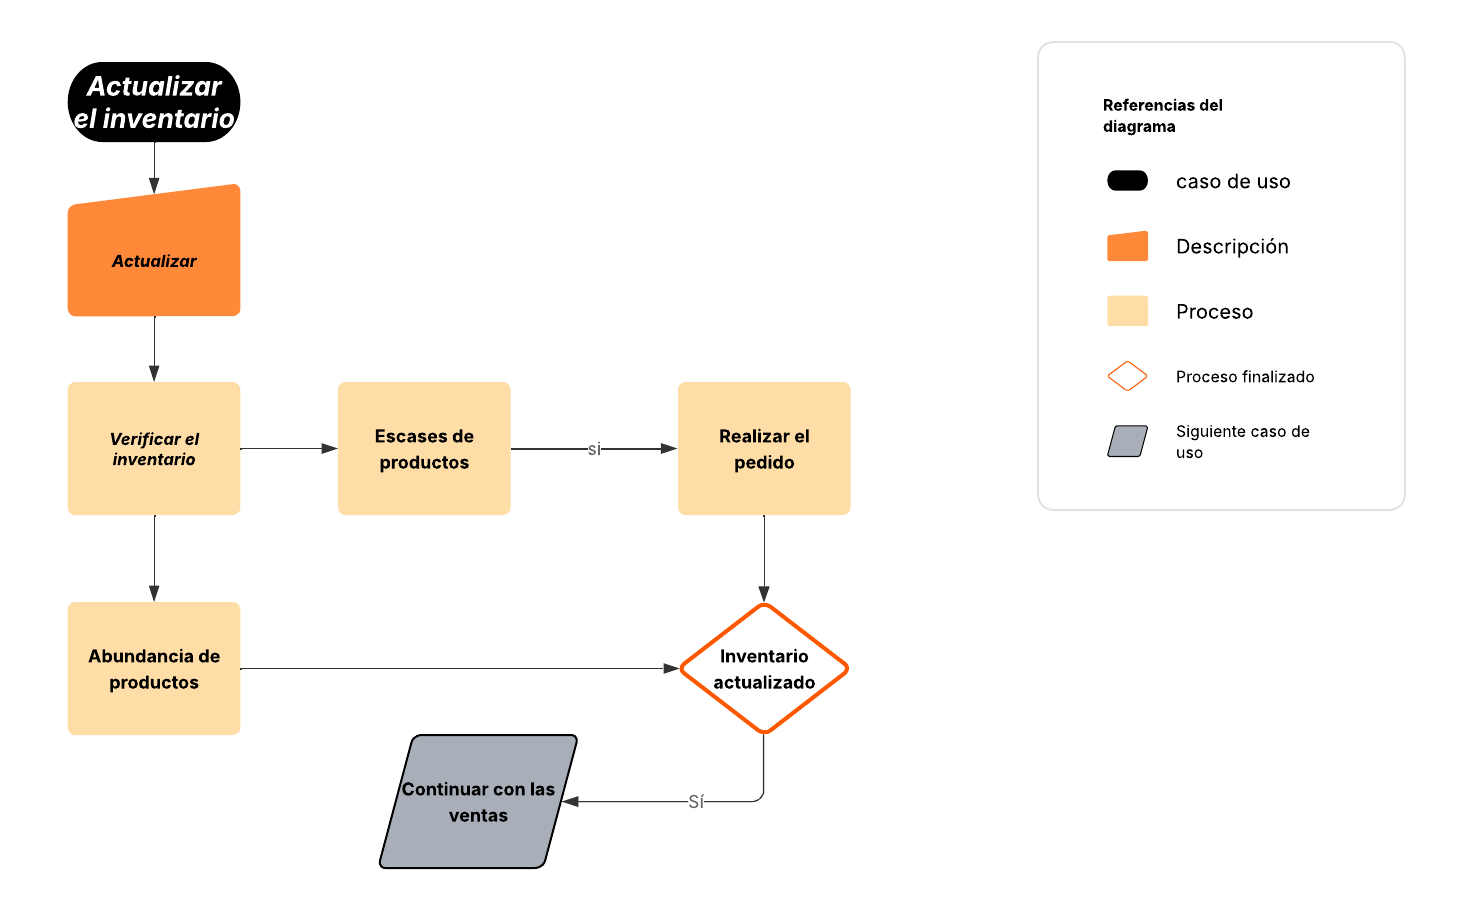 Actualizar
el inventario
Actualizar
Verificar el
inventario
Escases de
productos
si
Realizar el
pedido
Abundancia de
productos
Inventario
actualizado
Continuar con las
ventas
Sí
Referencias del
diagrama
caso de uso
Descripción
Proceso
Proceso finalizado
Siguiente caso de
uso